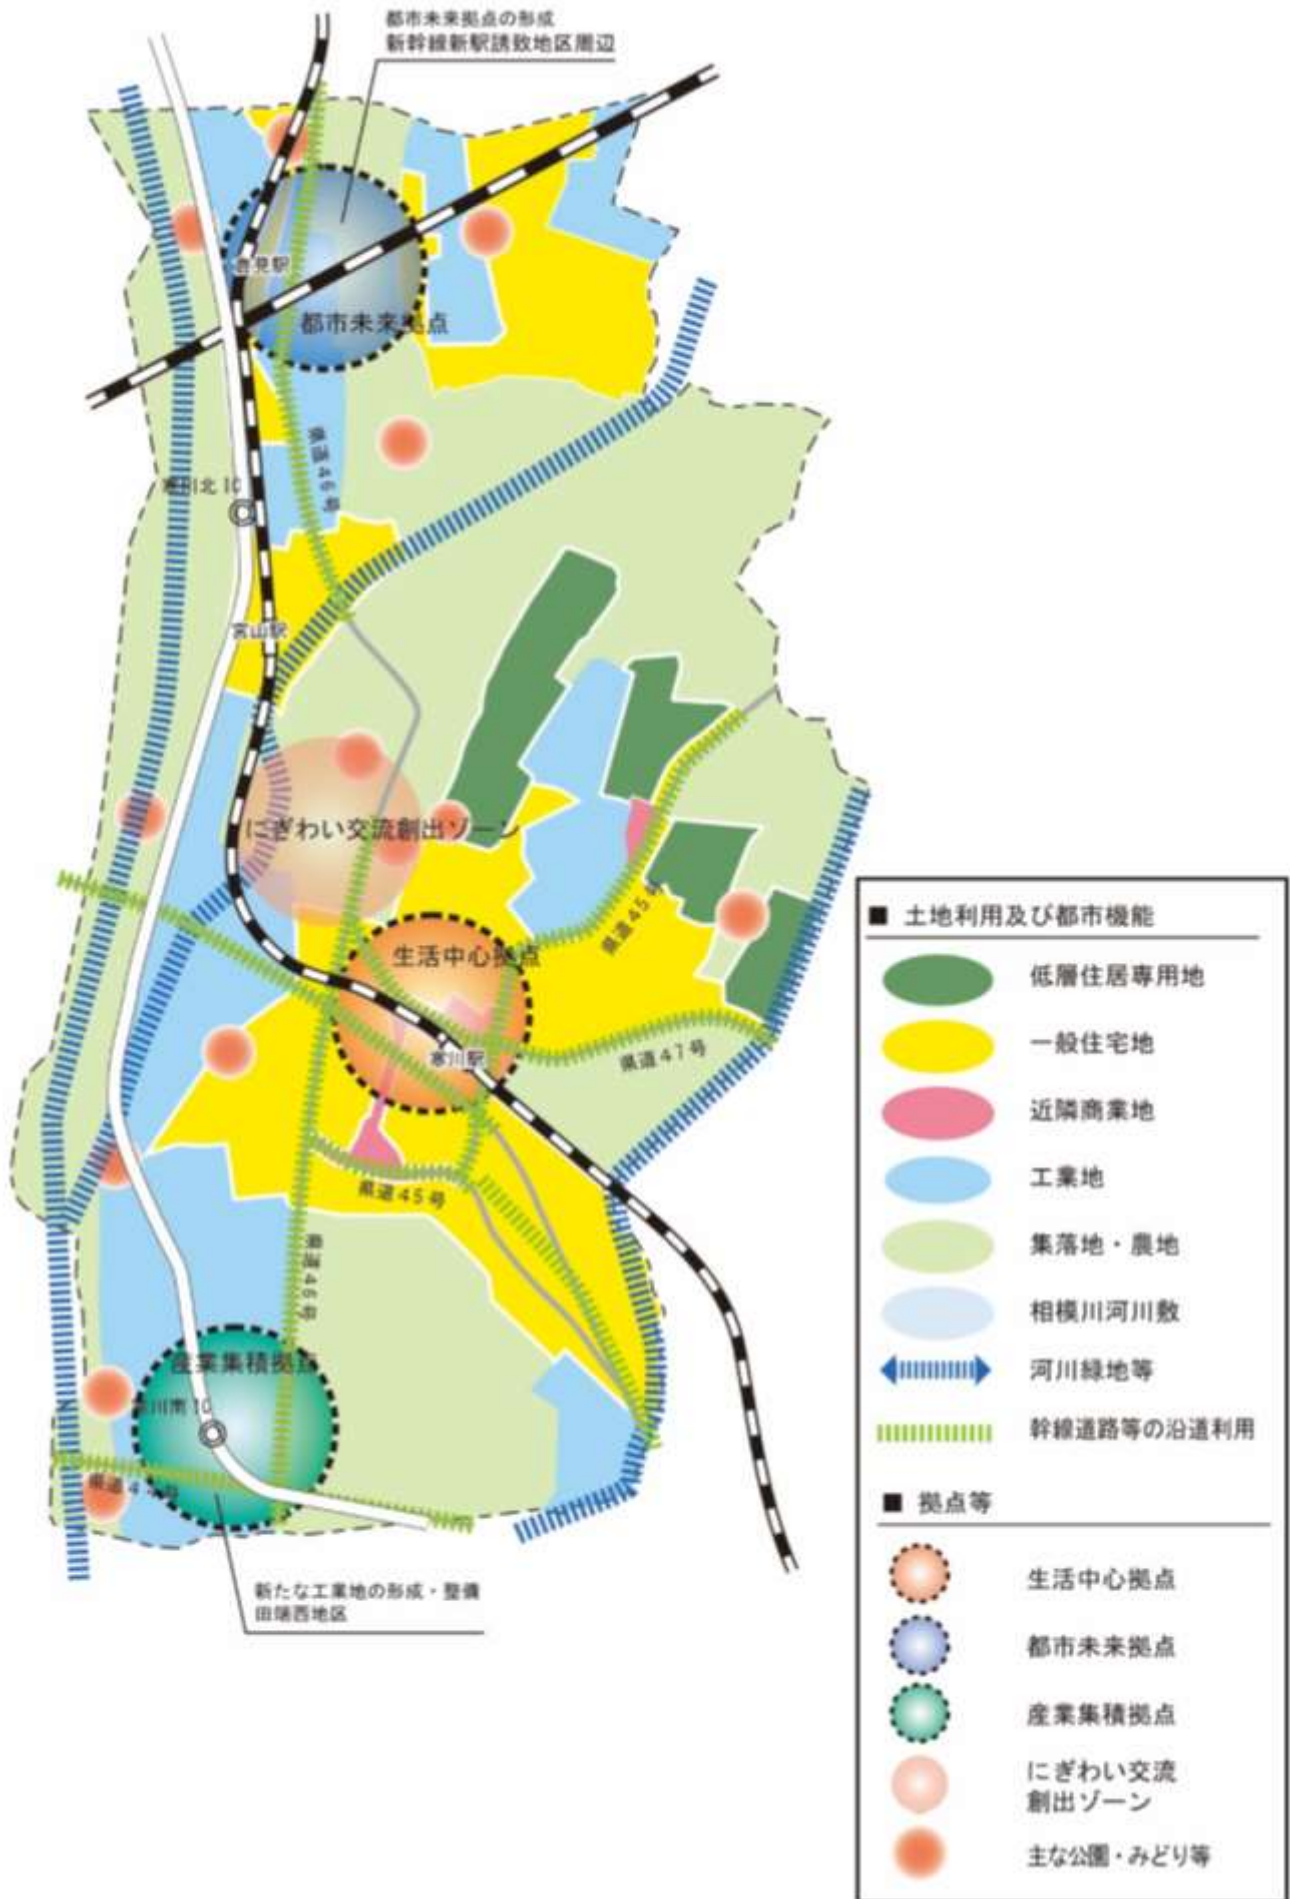 都市未来拠点の形成
新幹線新駅誘致地区周辺
倉見駅
都市未来拠点
県道46号
寒川北IC
宮山駅
にぎわい交流創出ゾーン
県道45号
生活中心拠点
寒川駅
県道47号
県道45号
県道46号
産業集積拠点
寒川南IC
県道44号
新たな工業地の形成・整備
田端西地区
■ 土地利用及び都市機能
低層住居専用地
一般住宅地
近隣商業地
工業地
集落地・農地
相模川河川敷
河川緑地等
幹線道路等の沿道利用
■ 拠点等
生活中心拠点
都市未来拠点
産業集積拠点
にぎわい交流
創出ゾーン
主な公園・みどり等